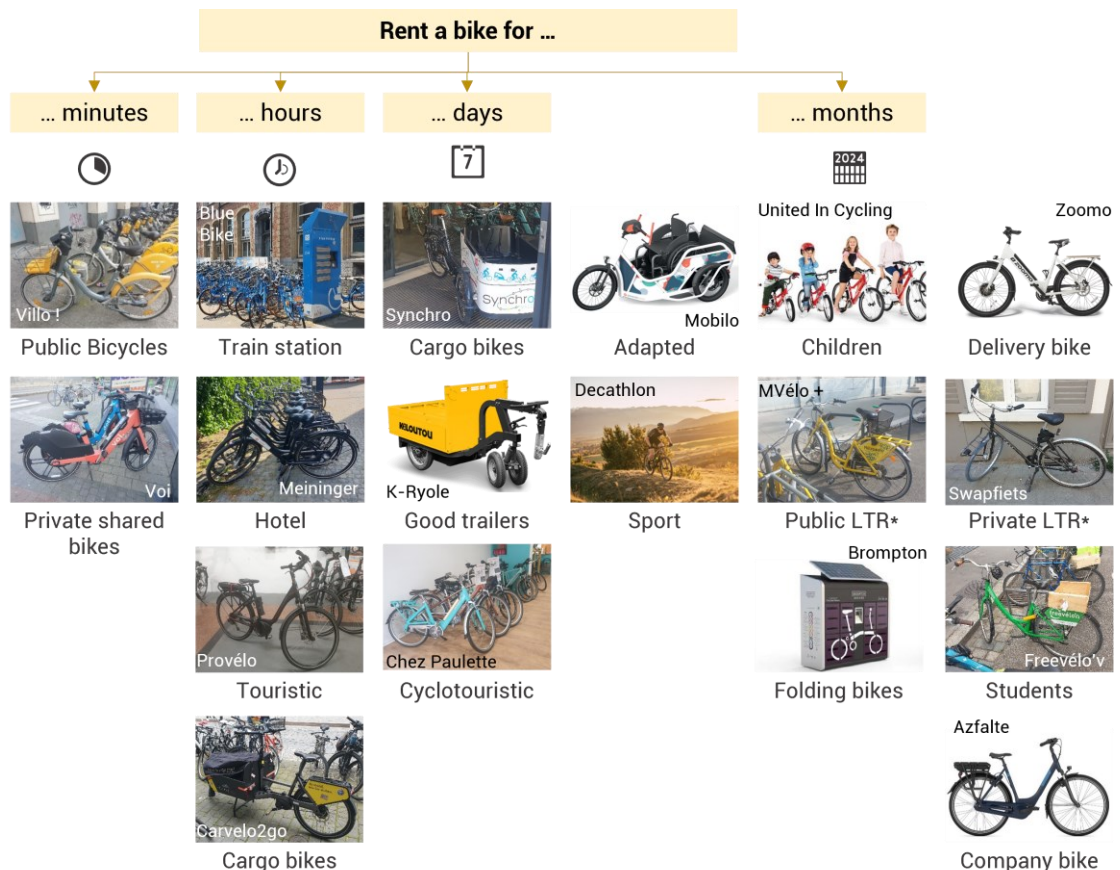 Rent a bike for ...
... minutes
... hours
... days
... months
7
2024
Villo !
Public Bicycles
Blue
Bike
Train station
Synchro
Synchro
Cargo bikes
Mobilo
Adapted
United In Cycling
Children
Zoomo
Delivery bike
Voi
Private shared
bikes
Meininger
Hotel
KILOUTOU
K-Ryole
Good trailers
Decathlon
Sport
MVélo +
Public LTR*
Swapfiets
Private LTR*
Provélo
Touristic
Chez Paulette
Cyclotouristic
Brompton
Folding bikes
Freevélo'v
Students
Carvelo2go
Cargo bikes
Azfalte
Company bike